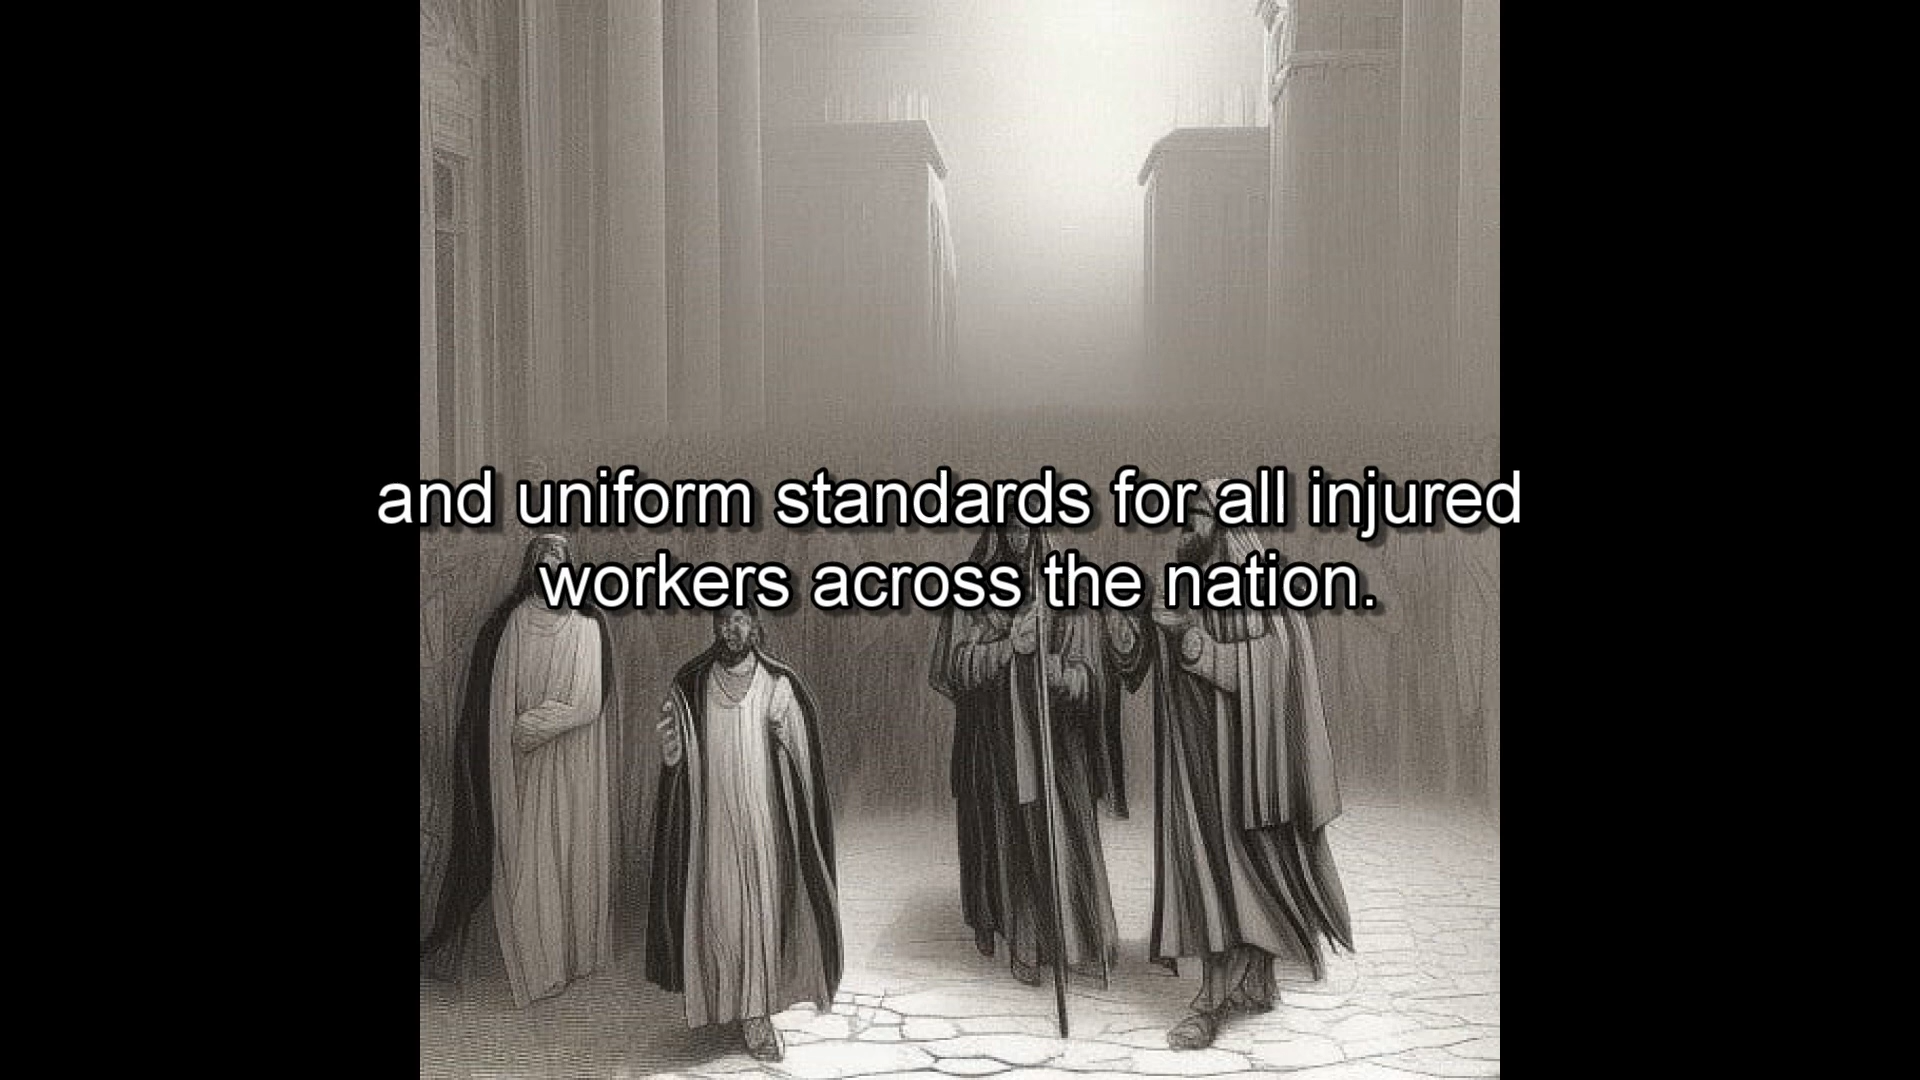 and uniform standards for all injured
workers across the nation.